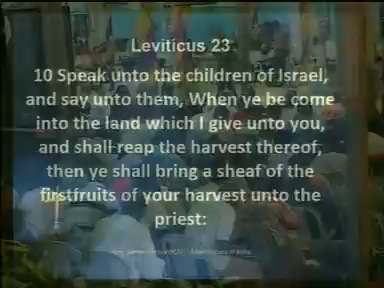 Leviticus 23
10 Speak unto the children of Israel,
and say unto them, When ye be come
into the land which I give unto you,
and shall reap the harvest thereof,
then ye shall bring a sheaf of the
firstfruits of your harvest unto the
priest: